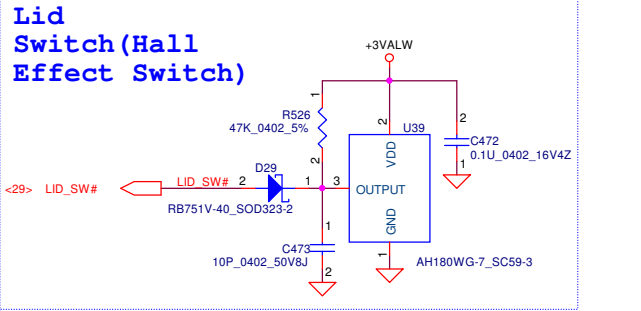 Lid
Switch(Hall
Effect Switch)
+3VALW
1
R526
47K_0402_5%
2
2
U39
VDD
2
C472
0.1U_0402_16V4Z
1
<29> LID_SW#
LID_SW#
2
D29
1
3
OUTPUT
RB751V-40_SOD323-2
GND
1
C473
10P_0402_50V8J
2
1
AH180WG-7_SC59-3